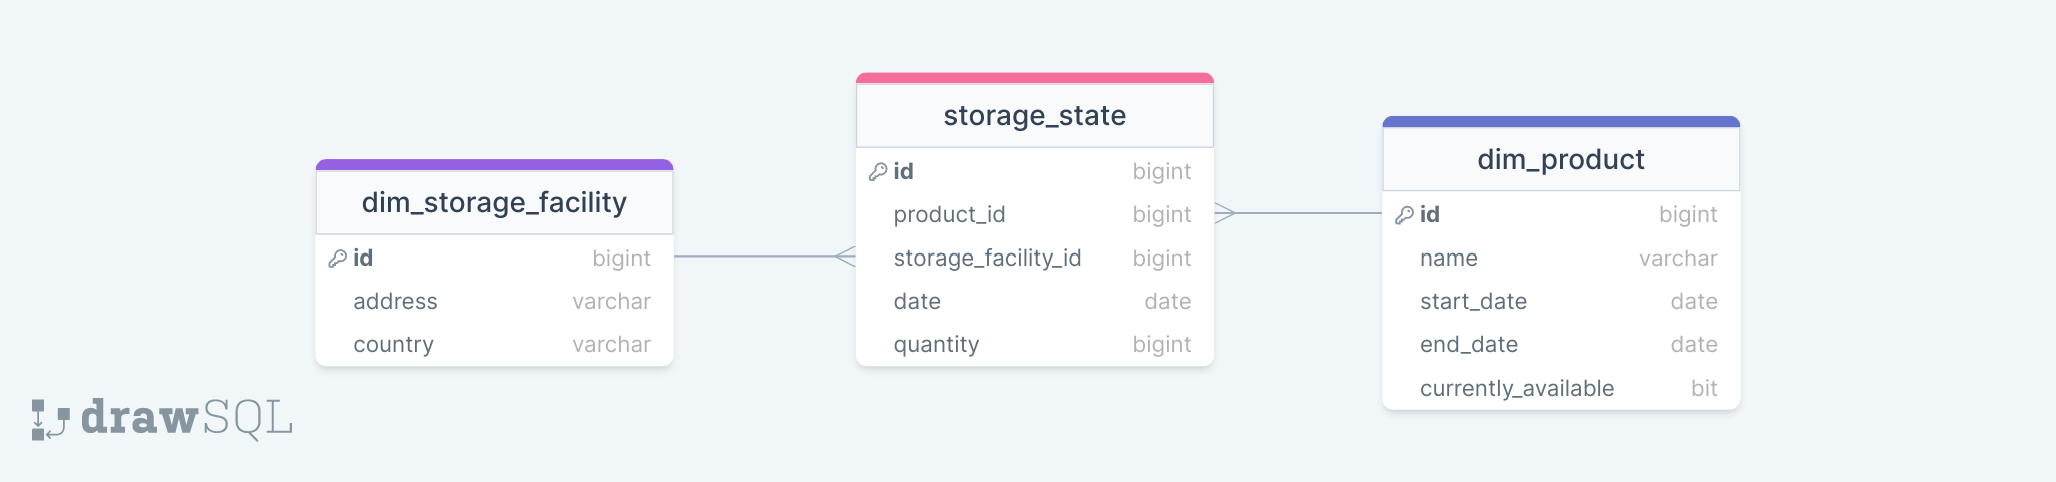 dim_storage_facility
id bigint
address varchar
country varchar
storage_state
id bigint
product_id bigint
storage_facility_id bigint
date date
quantity bigint
dim_product
id bigint
name varchar
start_date date
end_date date
currently_available bit
drawSQL